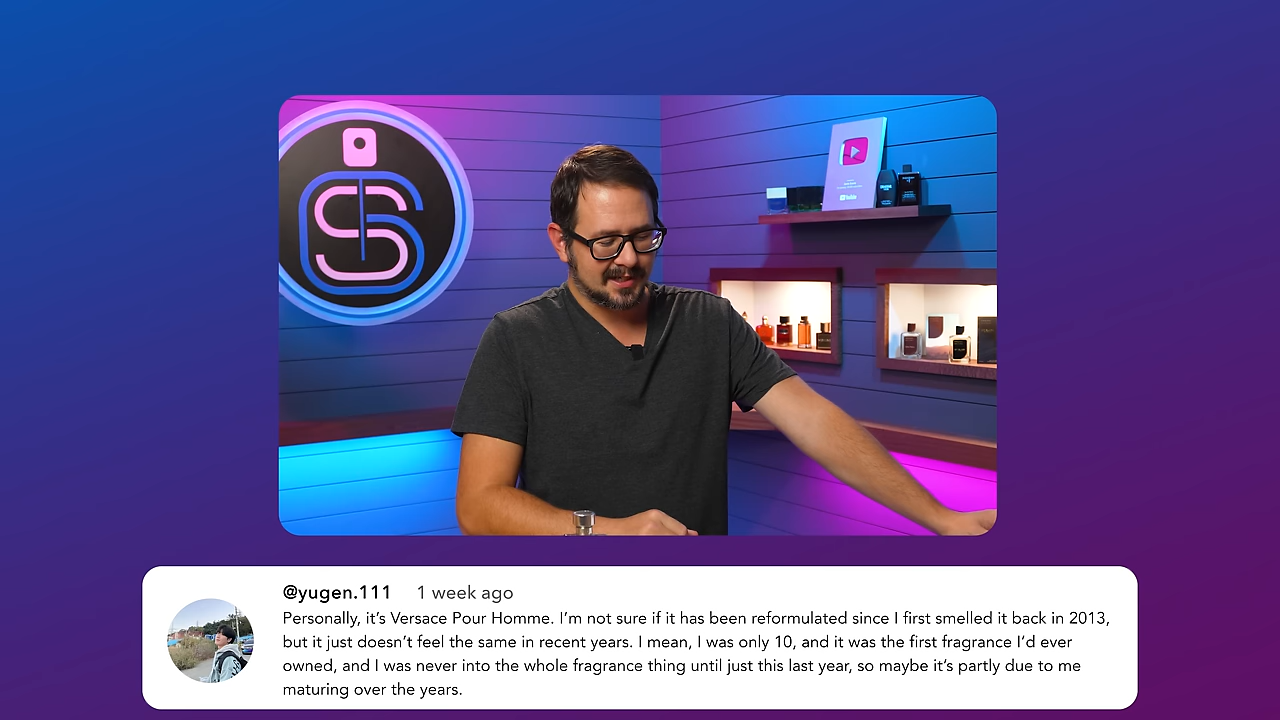 YouTube
@yugen.111 1 week ago
Personally, it’s Versace Pour Homme. I’m not sure if it has been reformulated since I first smelled it back in 2013,
but it just doesn’t feel the same in recent years. I mean, I was only 10, and it was the first fragrance I’d ever
owned, and I was never into the whole fragrance thing until just this last year, so maybe it’s partly due to me
maturing over the years.